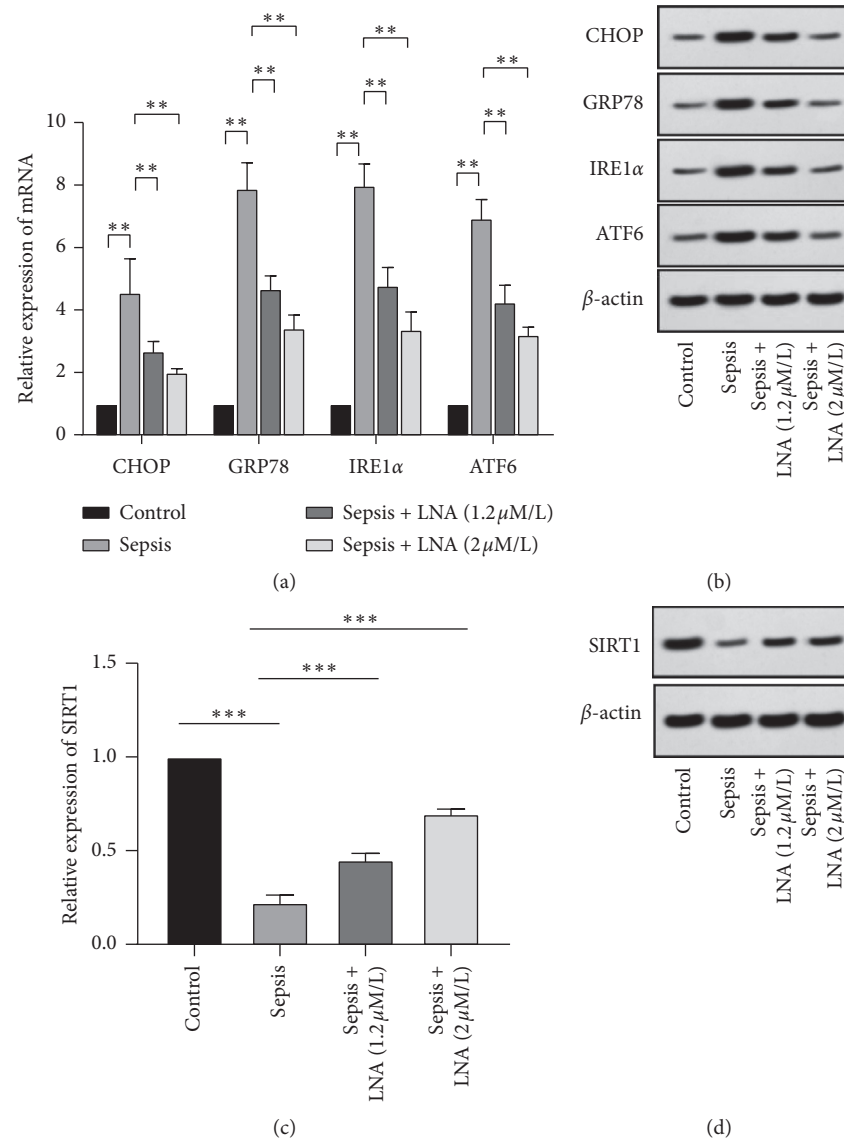 ** ** ** **
** ** ** **
** ** ** **
Relative expression of mRNA
10
8
6
4
2
0
CHOP GRP78 IRE1α ATF6
Control
Sepsis
Sepsis + LNA (1.2 μM/L)
Sepsis + LNA (2 μM/L)
(a)
CHOP
GRP78
IRE1α
ATF6
β-actin
Control
Sepsis
Sepsis +
LNA (1.2 μM/L)
Sepsis +
LNA (2 μM/L)
(b)
Relative expression of SIRT1
1.5
1.0
0.5
0.0
***
***
***
Control
Sepsis
Sepsis +
LNA (1.2 μM/L)
Sepsis +
LNA (2 μM/L)
(c)
SIRT1
β-actin
Control
Sepsis
Sepsis +
LNA (1.2 μM/L)
Sepsis +
LNA (2 μM/L)
(d)